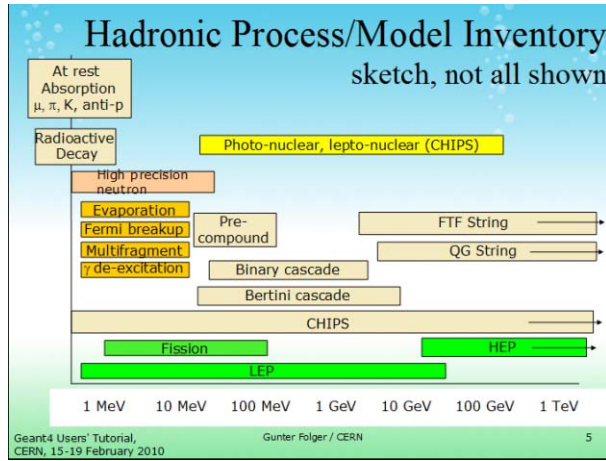 Hadronic Process/Model Inventory
sketch, not all shown
At rest
Absorption
μ, π, K, anti-p
Radioactive
Decay
Photo-nuclear, lepto-nuclear (CHIPS)
High precision
neutron
Evaporation
Fermi breakup
Multifragment
γ de-excitation
Pre-
compound
FTF String
QG String
Binary cascade
Bertini cascade
CHIPS
Fission
HEP
LEP
1 MeV 10 MeV 100 MeV 1 GeV 10 GeV 100 GeV 1 TeV
Geant4 Users' Tutorial,
CERN, 15-19 February 2010
Gunter Folger / CERN
5